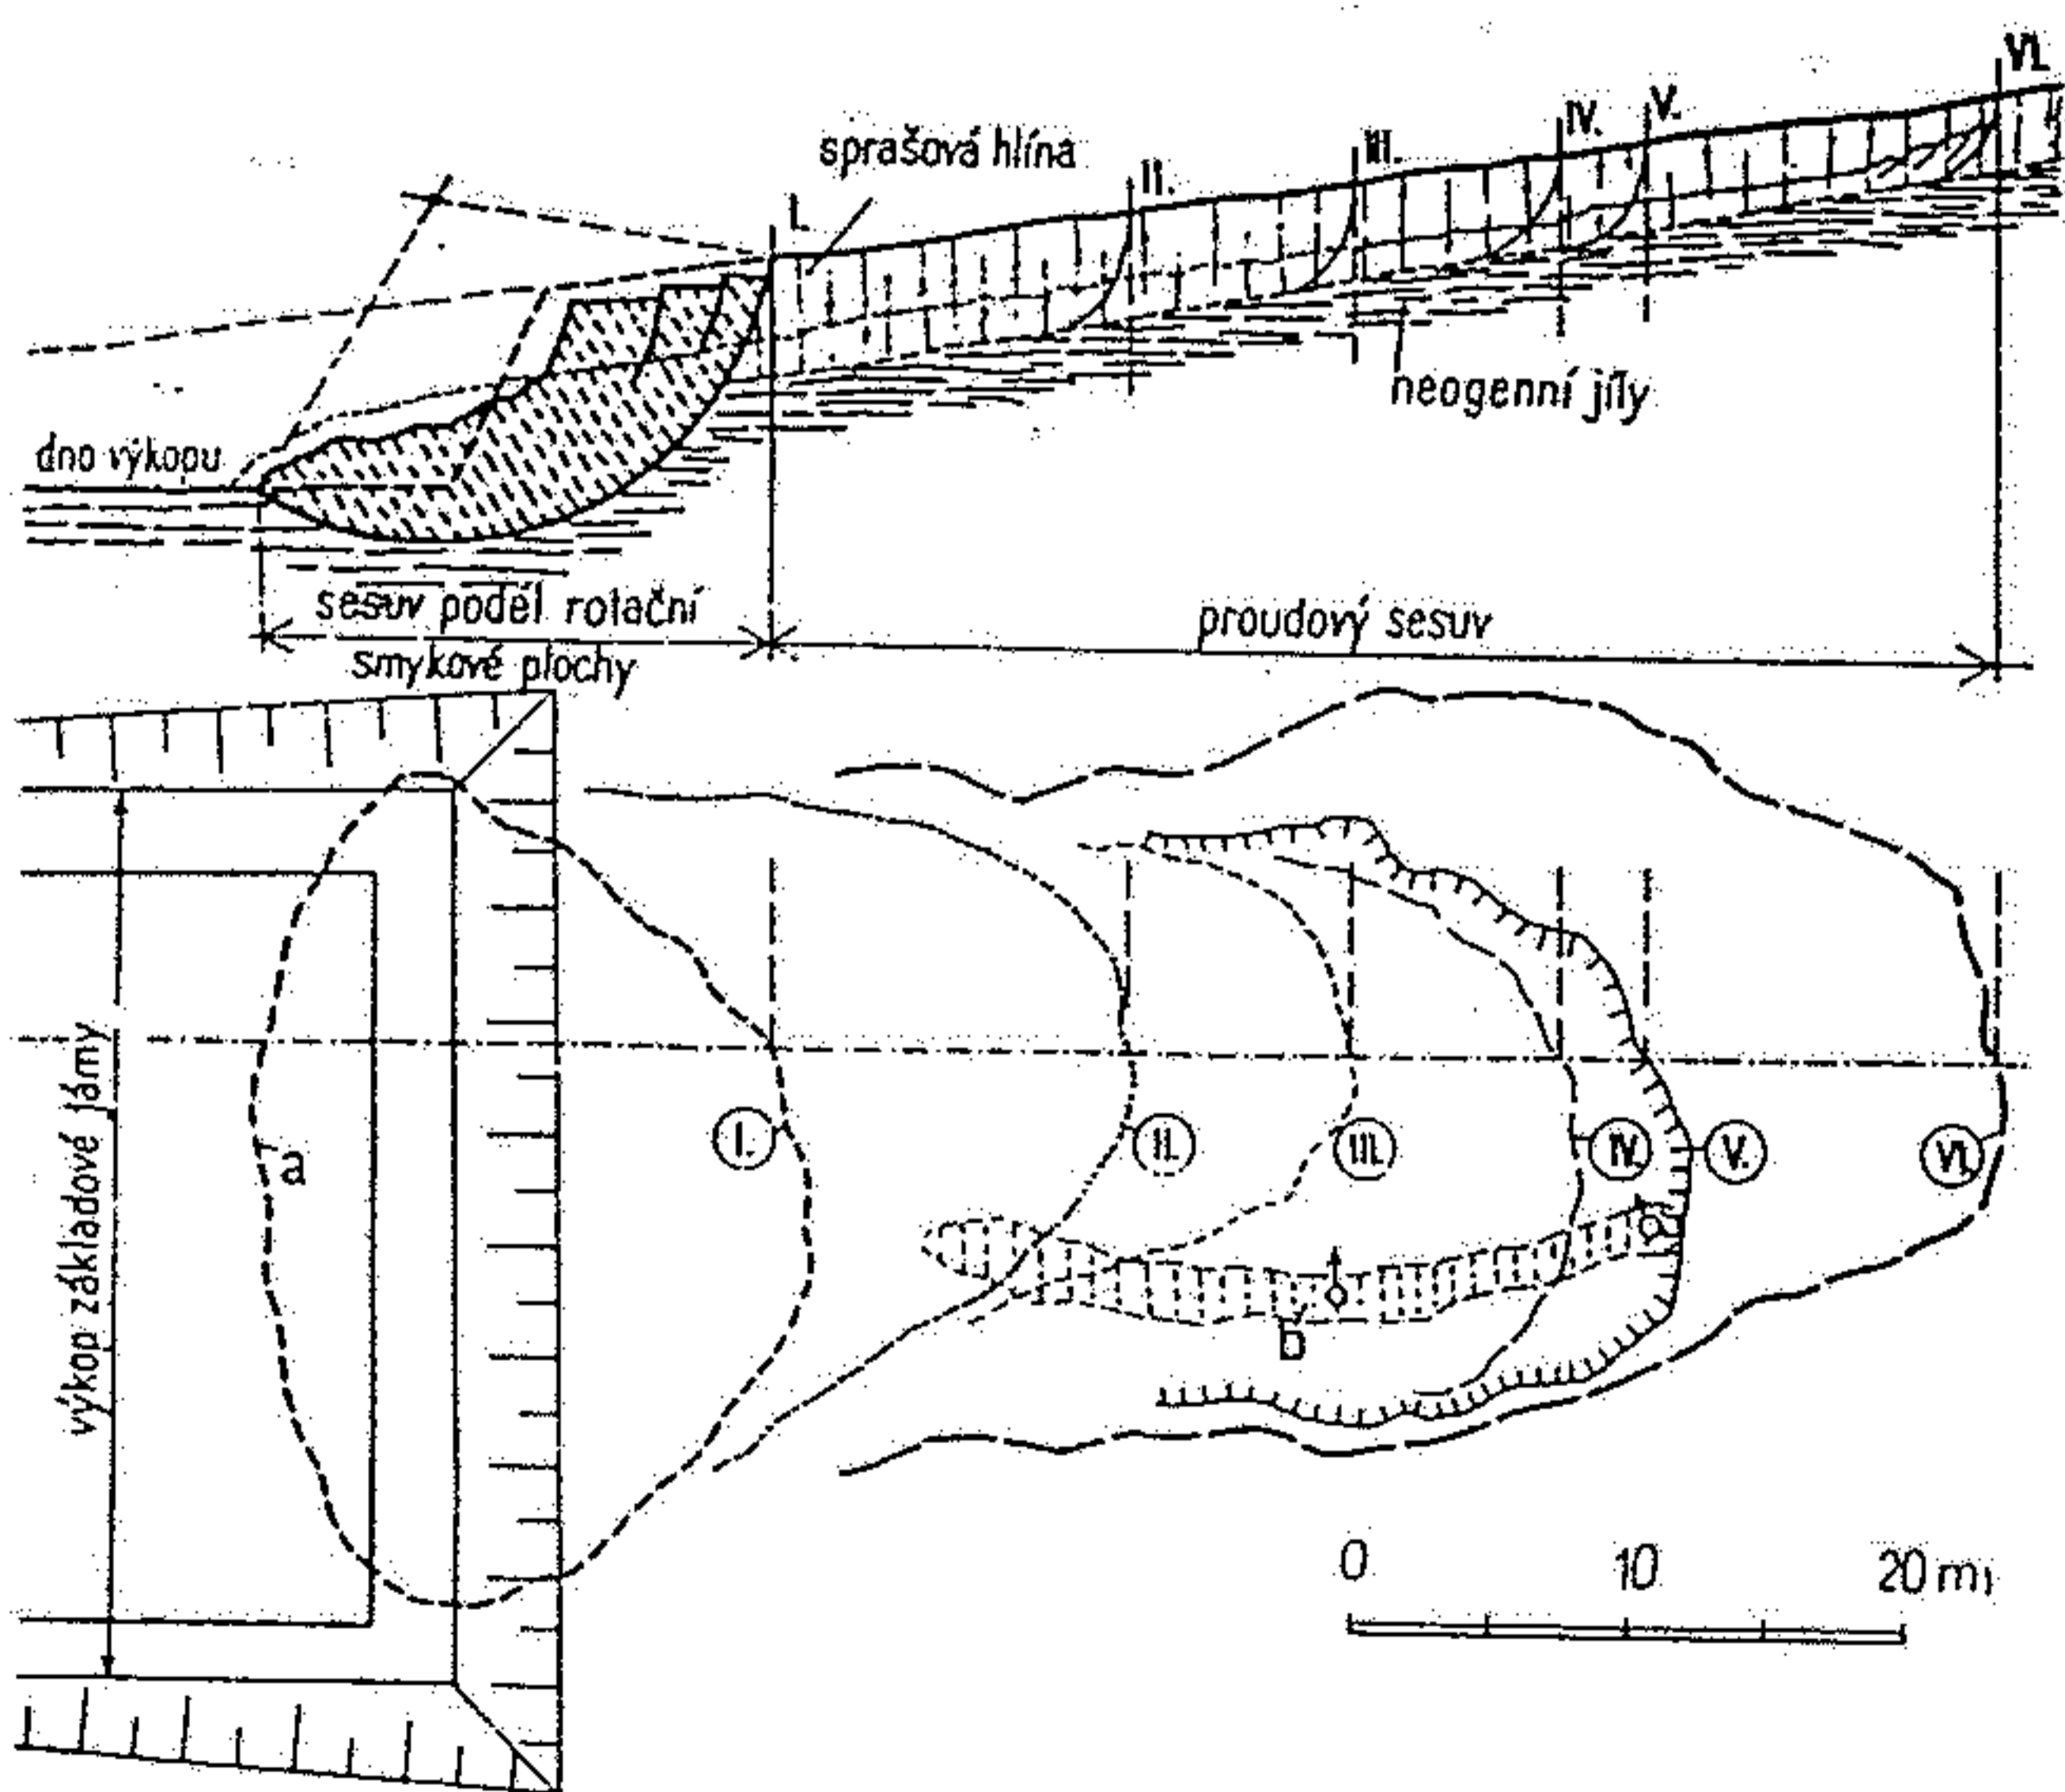 VI.
V.
IV.
III.
II.
I.
sprašová hlína
neogenní jíly
dno výkopu
sesuv podél rotační
smykové plochy
proudový sesuv
výkop základové jámy
a
I.
II.
III.
IV.
V.
VI.
b
0 10 20 m